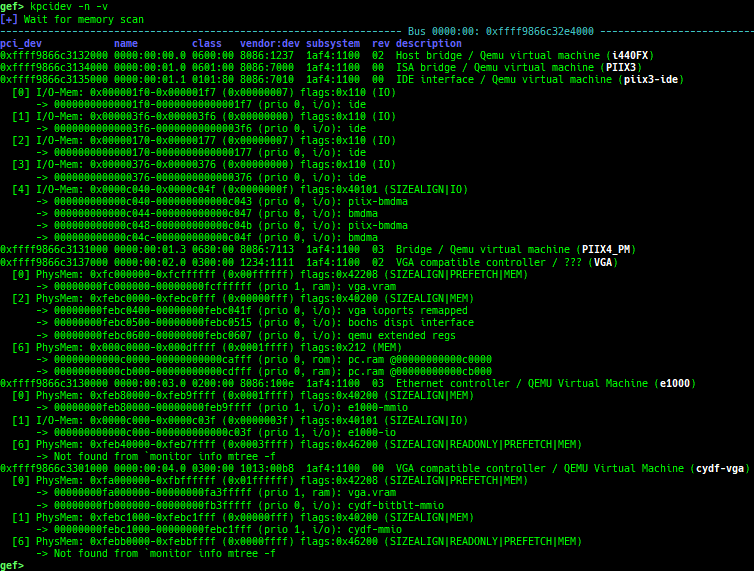 gef> kpcidev -n -v
[+] Wait for memory scan
Bus 0000:00: 0xffff9866c32e4000
pci_dev name class vendor:dev subsystem rev description
0xffff9866c3132000 0000:00:00.0 0600:00 8086:1237 1af4:1100 02 Host bridge / Qemu virtual machine (i440FX)
0xffff9866c3134000 0000:00:01.0 0601:00 8086:7000 1af4:1100 00 ISA bridge / Qemu virtual machine (PIIX3)
0xffff9866c3135000 0000:00:01.1 0101:80 8086:7010 1af4:1100 00 IDE interface / Qemu virtual machine (piix3-ide)
[0] I/O-Mem: 0x000001f0-0x000001f7 (0x00000007) flags:0x110 (IO)
-> 00000000000001f0-00000000000001f7 (prio 0, i/o): ide
[1] I/O-Mem: 0x000003f6-0x000003f6 (0x00000000) flags:0x110 (IO)
-> 00000000000003f6-00000000000003f6 (prio 0, i/o): ide
[2] I/O-Mem: 0x00000170-0x00000177 (0x00000007) flags:0x110 (IO)
-> 0000000000000170-0000000000000177 (prio 0, i/o): ide
[3] I/O-Mem: 0x00000376-0x00000376 (0x00000000) flags:0x110 (IO)
-> 0000000000000376-0000000000000376 (prio 0, i/o): ide
[4] I/O-Mem: 0x0000c040-0x0000c04f (0x0000000f) flags:0x40101 (SIZEALIGN|IO)
-> 000000000000c040-000000000000c043 (prio 0, i/o): piix-bmdma
-> 000000000000c044-000000000000c047 (prio 0, i/o): bmdma
-> 000000000000c048-000000000000c04b (prio 0, i/o): piix-bmdma
-> 000000000000c04c-000000000000c04f (prio 0, i/o): bmdma
0xffff9866c3131000 0000:00:01.3 0680:00 8086:7113 1af4:1100 03 Bridge / Qemu virtual machine (PIIX4_PM)
0xffff9866c3137000 0000:00:02.0 0300:00 1234:1111 1af4:1100 02 VGA compatible controller / ??? (VGA)
[0] PhysMem: 0xfc000000-0xfcffffff (0x00ffffff) flags:0x42208 (SIZEALIGN|PREFETCH|MEM)
-> 00000000fc000000-00000000fcffffff (prio 1, ram): vga.vram
[2] PhysMem: 0xfebc0000-0xfebc0fff (0x00000fff) flags:0x40200 (SIZEALIGN|MEM)
-> 00000000febc0400-00000000febc041f (prio 0, i/o): vga ioports remapped
-> 00000000febc0500-00000000febc0515 (prio 0, i/o): bochs dispi interface
-> 00000000febc0600-00000000febc0607 (prio 0, i/o): qemu extended regs
[6] PhysMem: 0x000c0000-0x000dffff (0x0001ffff) flags:0x212 (MEM)
-> 00000000000c0000-00000000000cafff (prio 0, rom): pc.ram @00000000000c0000
-> 00000000000cb000-00000000000cdfff (prio 0, ram): pc.ram @00000000000cb000
0xffff9866c3130000 0000:00:03.0 0200:00 8086:100e 1af4:1100 03 Ethernet controller / QEMU Virtual Machine (e1000)
[0] PhysMem: 0xfeb80000-0xfeb9ffff (0x0001ffff) flags:0x40200 (SIZEALIGN|MEM)
-> 00000000feb80000-00000000feb9ffff (prio 1, i/o): e1000-mmio
[1] I/O-Mem: 0x0000c000-0x0000c03f (0x0000003f) flags:0x40101 (SIZEALIGN|IO)
-> 000000000000c000-000000000000c03f (prio 1, i/o): e1000-io
[6] PhysMem: 0xfeb40000-0xfeb7ffff (0x0003ffff) flags:0x46200 (SIZEALIGN|READONLY|PREFETCH|MEM)
-> Not found from `monitor info mtree -f
0xffff9866c3301000 0000:00:04.0 0300:00 1013:00b8 1af4:1100 00 VGA compatible controller / QEMU Virtual Machine (cydf-vga)
[0] PhysMem: 0xfa000000-0xfbffffff (0x01ffffff) flags:0x42208 (SIZEALIGN|PREFETCH|MEM)
-> 00000000fa000000-00000000fa3fffff (prio 1, ram): vga.vram
-> 00000000fb000000-00000000fb3fffff (prio 0, i/o): cydf-bitblt-mmio
[1] PhysMem: 0xfebc1000-0xfebc1fff (0x00000fff) flags:0x40200 (SIZEALIGN|MEM)
-> 00000000febc1000-00000000febc1fff (prio 1, i/o): cydf-mmio
[6] PhysMem: 0xfebb0000-0xfebbffff (0x0000ffff) flags:0x46200 (SIZEALIGN|READONLY|PREFETCH|MEM)
-> Not found from `monitor info mtree -f
gef>